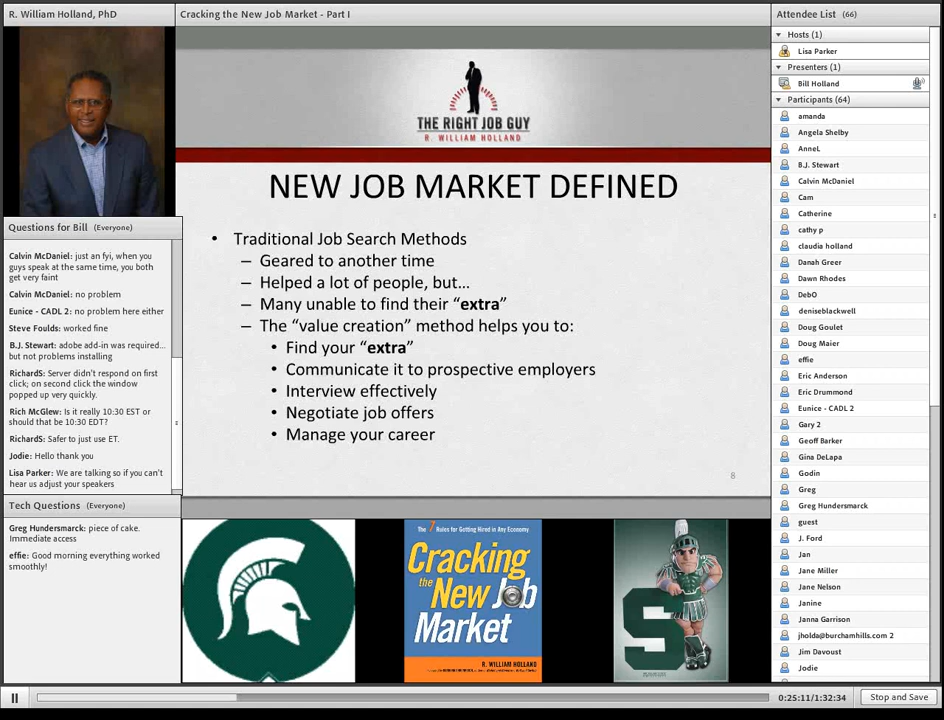 R. William Holland, PhD
Cracking the New Job Market - Part I
THE RIGHT JOB GUY
R. WILLIAM HOLLAND
NEW JOB MARKET DEFINED
• Traditional Job Search Methods
– Geared to another time
– Helped a lot of people, but...
– Many unable to find their “extra”
– The “value creation” method helps you to:
• Find your “extra”
• Communicate it to prospective employers
• Interview effectively
• Negotiate job offers
• Manage your career
8
Questions for Bill (Everyone)
Calvin McDaniel: just an fyi, when you
guys speak at the same time, you both
get very faint
Calvin McDaniel: no problem
Eunice - CADL 2: no problem here either
Steve Foulds: worked fine
B.J. Stewart: adobe add-in was required...
but not problems installing
RichardS: Server didn't respond on first
click; on second click the window
popped up very quickly.
Rich McGlew: Is it really 10:30 EST or
should that be 10:30 EDT?
RichardS: Safer to just use ET.
Jodie: Hello thank you
Lisa Parker: We are talking so if you can't
hear us adjust your speakers
Tech Questions (Everyone)
Greg Hundersmarck: piece of cake.
Immediate access
effie: Good morning everything worked
smoothly!
The 7 Rules for Getting Hired in Any Economy
Cracking
the New Job
Market
R. WILLIAM HOLLAND
S
Attendee List (66)
Hosts (1)
Lisa Parker
Presenters (1)
Bill Holland
Participants (64)
amanda
Angela Shelby
AnneL
B.J. Stewart
Calvin McDaniel
Cam
Catherine
cathy p
claudia holland
Danah Greer
Dawn Rhodes
DebO
deniseblackwell
Doug Goulet
Doug Maier
effie
Eric Anderson
Eric Drummond
Eunice - CADL 2
Gary 2
Geoff Barker
Gina DeLapa
Godin
Greg
Greg Hundersmarck
guest
J. Ford
Jan
Jane Miller
Jane Nelson
Janine
Janna Garrison
jholda@burchamhills.com 2
Jim Davoust
Jodie
0:25:11/1:32:34
Stop and Save